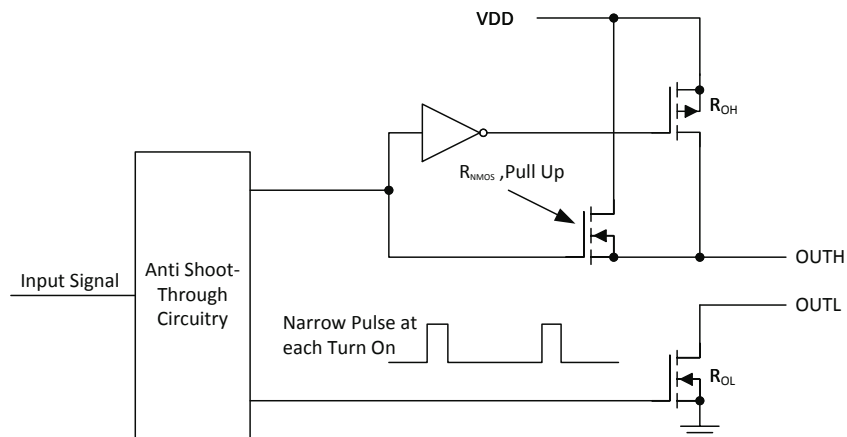 VDD
R_OH
R_NMOS ,Pull Up
Anti Shoot-
Through
Circuitry
Input Signal
OUTH
OUTL
Narrow Pulse at
each Turn On
R_OL